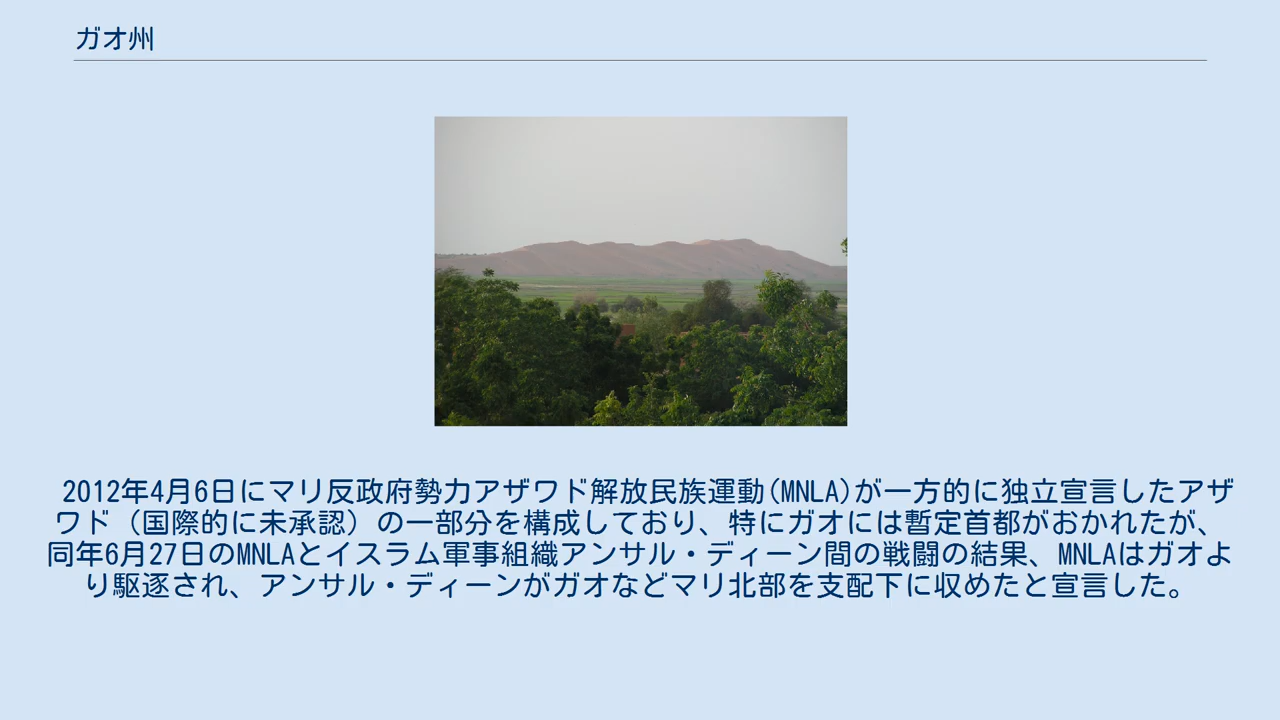 ガオ州
2012年4月6日にマリ反政府勢力アザワド解放民族運動(MNLA)が一方的に独立宣言したアザ
ワド（国際的に未承認）の一部分を構成しており、特にガオには暫定首都がおかれたが、
同年6月27日のMNLAとイスラム軍事組織アンサル・ディーン間の戦闘の結果、MNLAはガオよ
り駆逐され、アンサル・ディーンがガオなどマリ北部を支配下に収めたと宣言した。